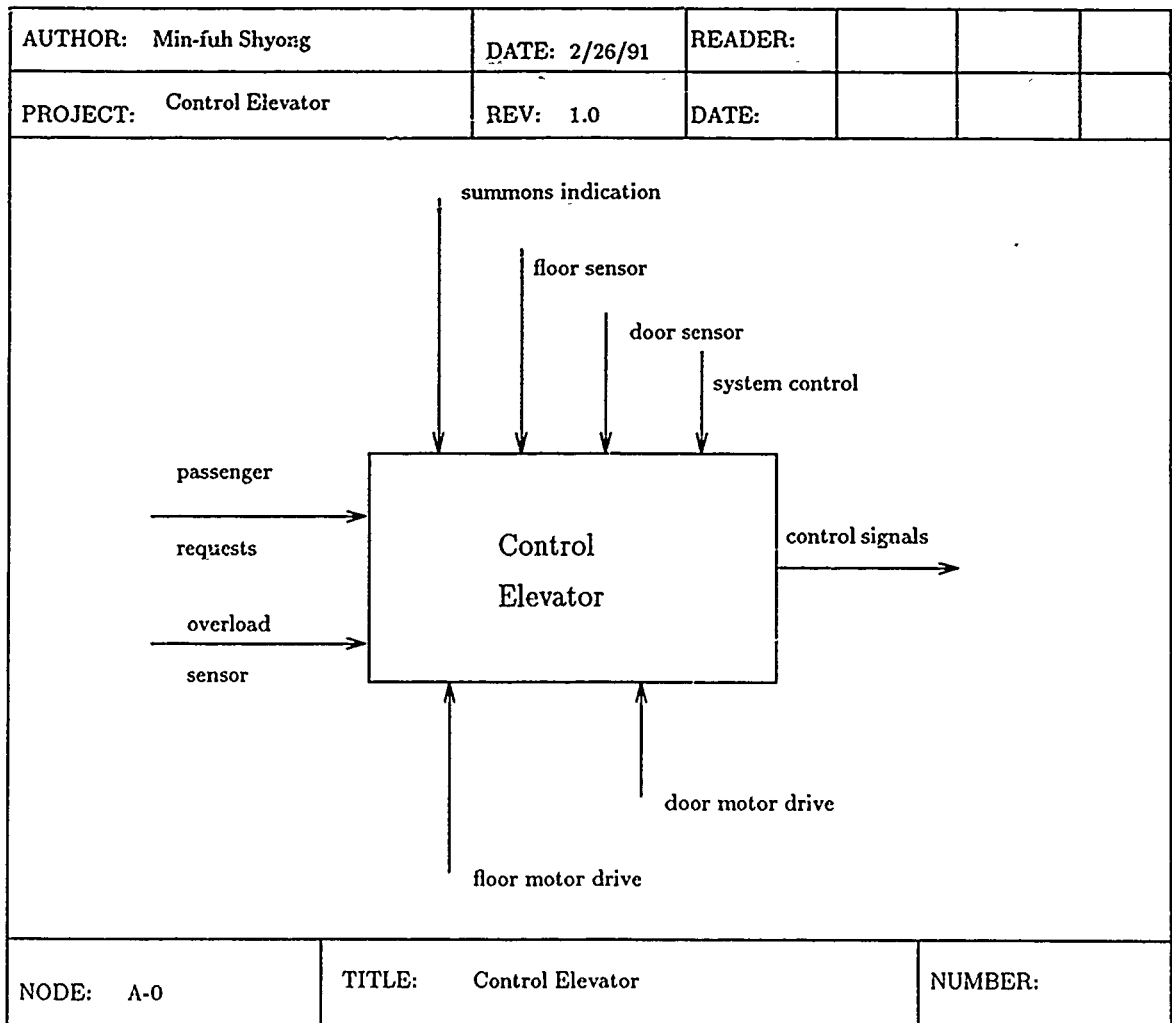 AUTHOR: Min-fuh Shyong
DATE: 2/26/91
READER:
PROJECT: Control Elevator
REV: 1.0
DATE:
summons indication
floor sensor
door sensor
system control
passenger
requests
overload
sensor
Control
Elevator
control signals
door motor drive
floor motor drive
NODE: A-0
TITLE: Control Elevator
NUMBER: